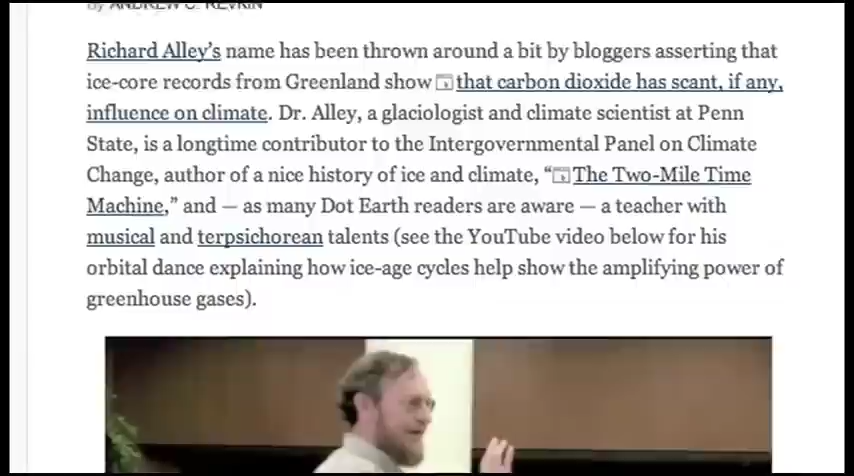 By ANDREW C. REVKIN
Richard Alley's name has been thrown around a bit by bloggers asserting that
ice-core records from Greenland show that carbon dioxide has scant, if any,
influence on climate. Dr. Alley, a glaciologist and climate scientist at Penn
State, is a longtime contributor to the Intergovernmental Panel on Climate
Change, author of a nice history of ice and climate, “The Two-Mile Time
Machine,” and — as many Dot Earth readers are aware — a teacher with
musical and terpsichorean talents (see the YouTube video below for his
orbital dance explaining how ice-age cycles help show the amplifying power of
greenhouse gases).